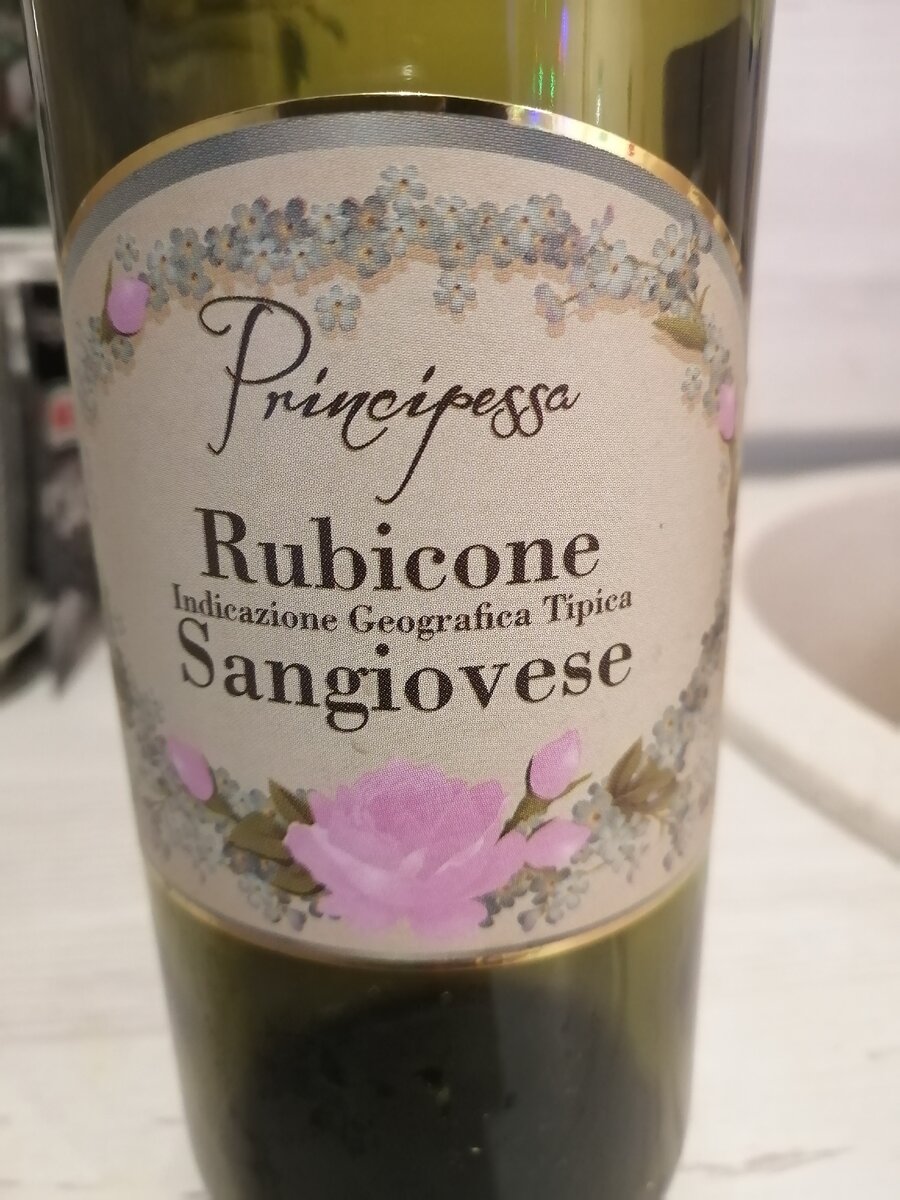 Principessa
Rubicone
Indicazione Geografica Tipica
Sangiovese